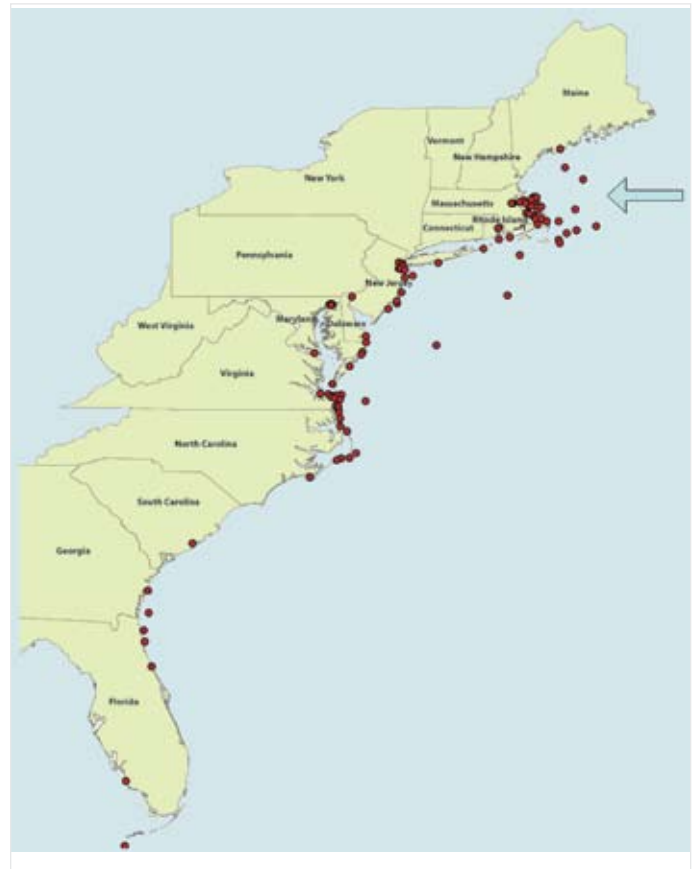 Maine
Vermont
New Hampshire
New York
Massachusetts
Rhode Island
Connecticut
Pennsylvania
New Jersey
Maryland
Delaware
West Virginia
Virginia
North Carolina
South Carolina
Georgia
Florida